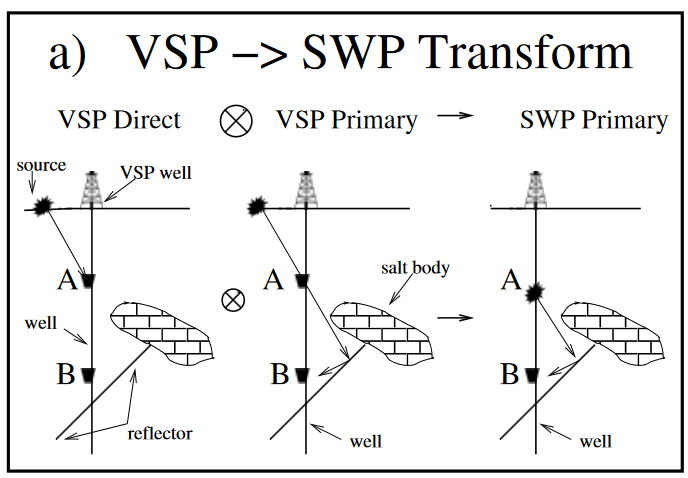 a) VSP –> SWP Transform
VSP Direct ⊗ VSP Primary → SWP Primary
source
VSP well
A
well
B
reflector
⊗
A
salt body
B
well
→
A
B
well